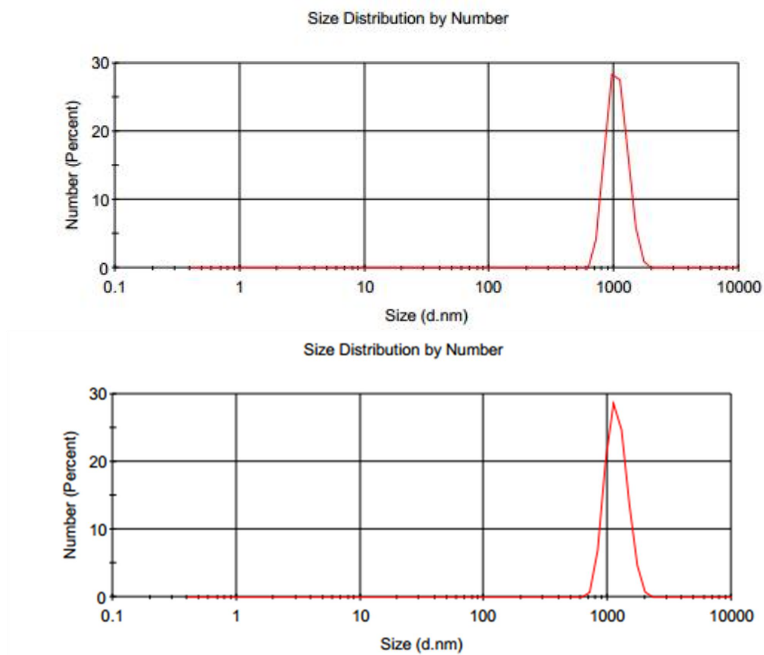 Size Distribution by Number
30
20
10
0
Number (Percent)
0.1 1 10 100 1000 10000
Size (d.nm)
Size Distribution by Number
30
20
10
0
Number (Percent)
0.1 1 10 100 1000 10000
Size (d.nm)